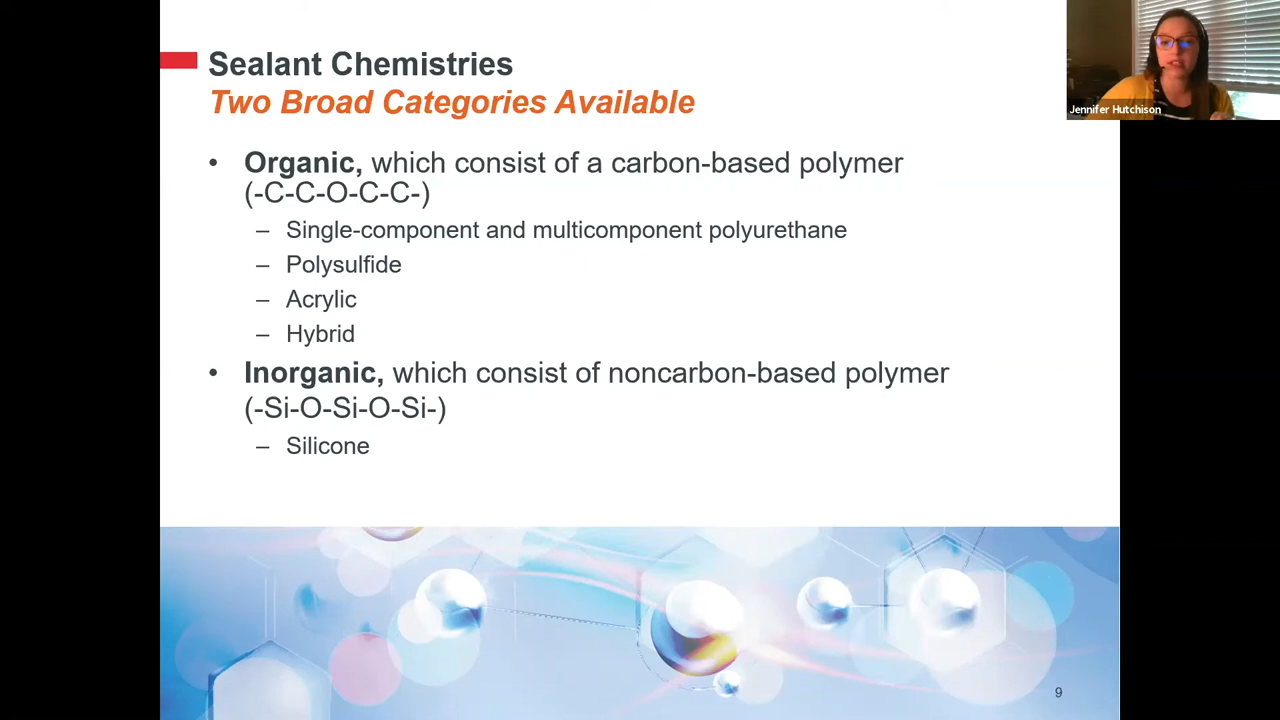 Sealant Chemistries
Two Broad Categories Available
• Organic, which consist of a carbon-based polymer
(-C-C-O-C-C-)
– Single-component and multicomponent polyurethane
– Polysulfide
– Acrylic
– Hybrid
• Inorganic, which consist of noncarbon-based polymer
(-Si-O-Si-O-Si-)
– Silicone
9
Jennifer Hutchison